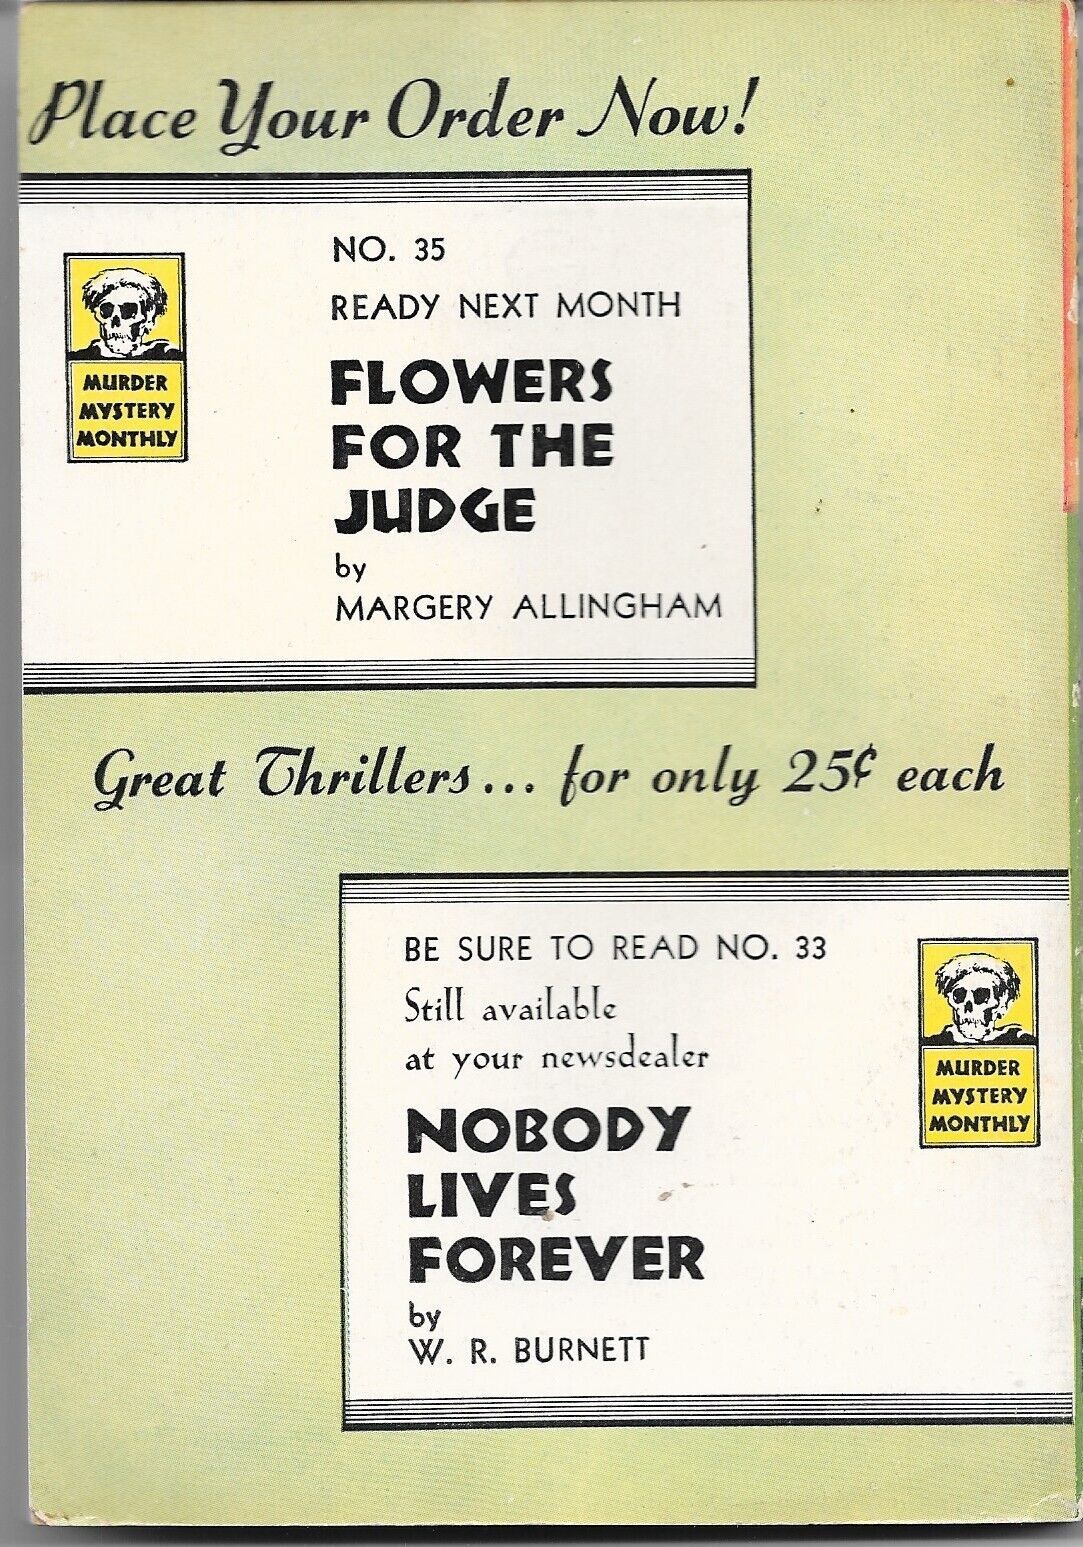 Place Your Order Now!
NO. 35
READY NEXT MONTH
FLOWERS
FOR THE
JUDGE
by
MARGERY ALLINGHAM
MURDER
MYSTERY
MONTHLY
Great Thrillers... for only 25¢ each
BE SURE TO READ NO. 33
Still available
at your newsdealer
NOBODY
LIVES
FOREVER
by
W. R. BURNETT
MURDER
MYSTERY
MONTHLY